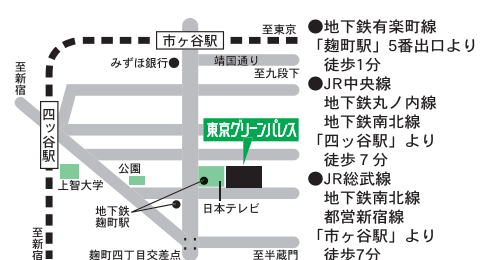 至東京
市ヶ谷駅
みずほ銀行
靖国通り
至九段下
至新宿
四ッ谷駅
東京グリーンパレス
上智大学
公園
地下鉄
麹町駅
日本テレビ
至新宿
麹町四丁目交差点
至半蔵門
●地下鉄有楽町線
「麹町駅」5番出口より
徒歩1分
●JR中央線
地下鉄丸ノ内線
地下鉄南北線
「四ッ谷駅」より
徒歩7分
●JR総武線
地下鉄南北線
都営新宿線
「市ヶ谷駅」より
徒歩7分